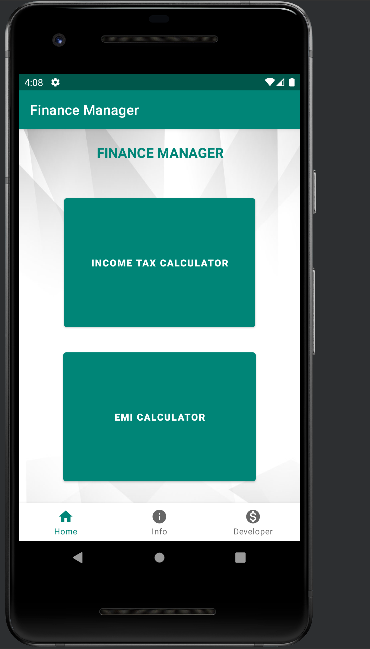 4:08
Finance Manager
FINANCE MANAGER
INCOME TAX CALCULATOR
EMI CALCULATOR
Home Info Developer